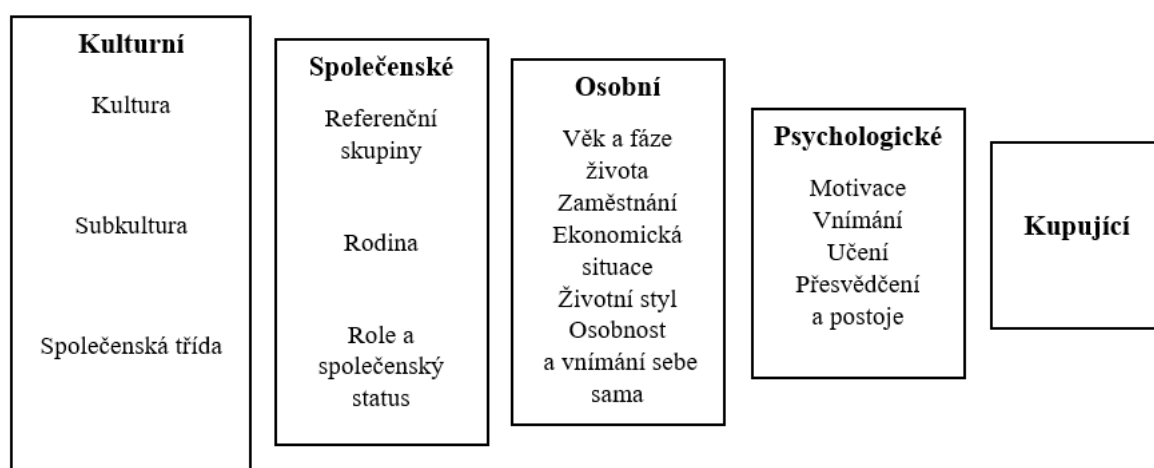 Kulturní
Kultura
Subkultura
Společenská třída
Společenské
Referenční
skupiny
Rodina
Role a
společenský
status
Osobní
Věk a fáze
života
Zaměstnání
Ekonomická
situace
Životní styl
Osobnost
a vnímání sebe
sama
Psychologické
Motivace
Vnímání
Učení
Přesvědčení
a postoje
Kupující